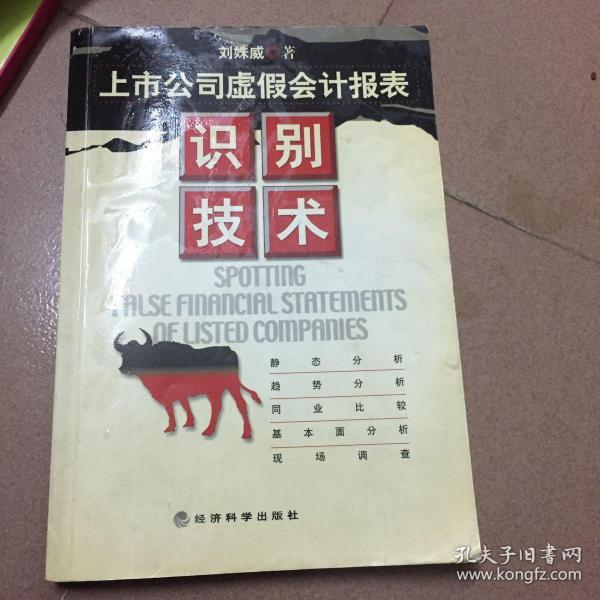 刘姝威 著
上市公司虚假会计报表
识别
技术
SPOTTING
FALSE FINANCIAL STATEMENTS
OF LISTED COMPANIES
静态分析
趋势分析
同业比较
基本面分析
现场调查
经济科学出版社
孔夫子旧书网
www.kongfz.com